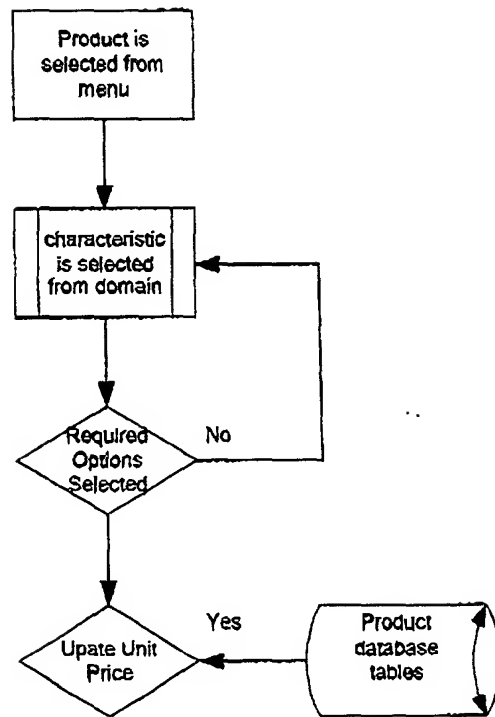 Product is
selected from
menu
characteristic
is selected
from domain
Required
Options
Selected
No
Upate Unit
Price
Yes
Product
database
tables